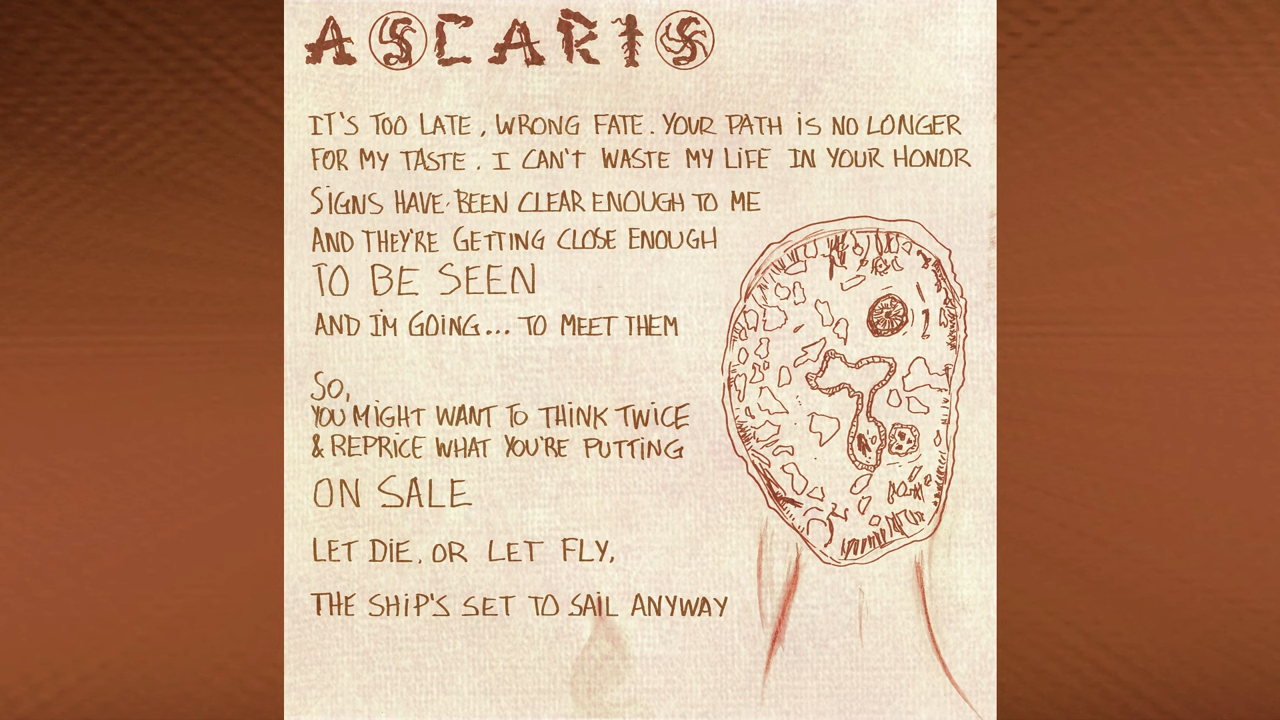 ASCARIS
IT'S TOO LATE, WRONG FATE. YOUR PATH IS NO LONGER
FOR MY TASTE. I CAN'T WASTE MY LIFE IN YOUR HONOR
SIGNS HAVE BEEN CLEAR ENOUGH TO ME
AND THEY'RE GETTING CLOSE ENOUGH
TO BE SEEN
AND I'M GOING... TO MEET THEM
SO,
YOU MIGHT WANT TO THINK TWICE
& REPRICE WHAT YOU'RE PUTTING
ON SALE
LET DIE, OR LET FLY,
THE SHIP'S SET TO SAIL ANYWAY